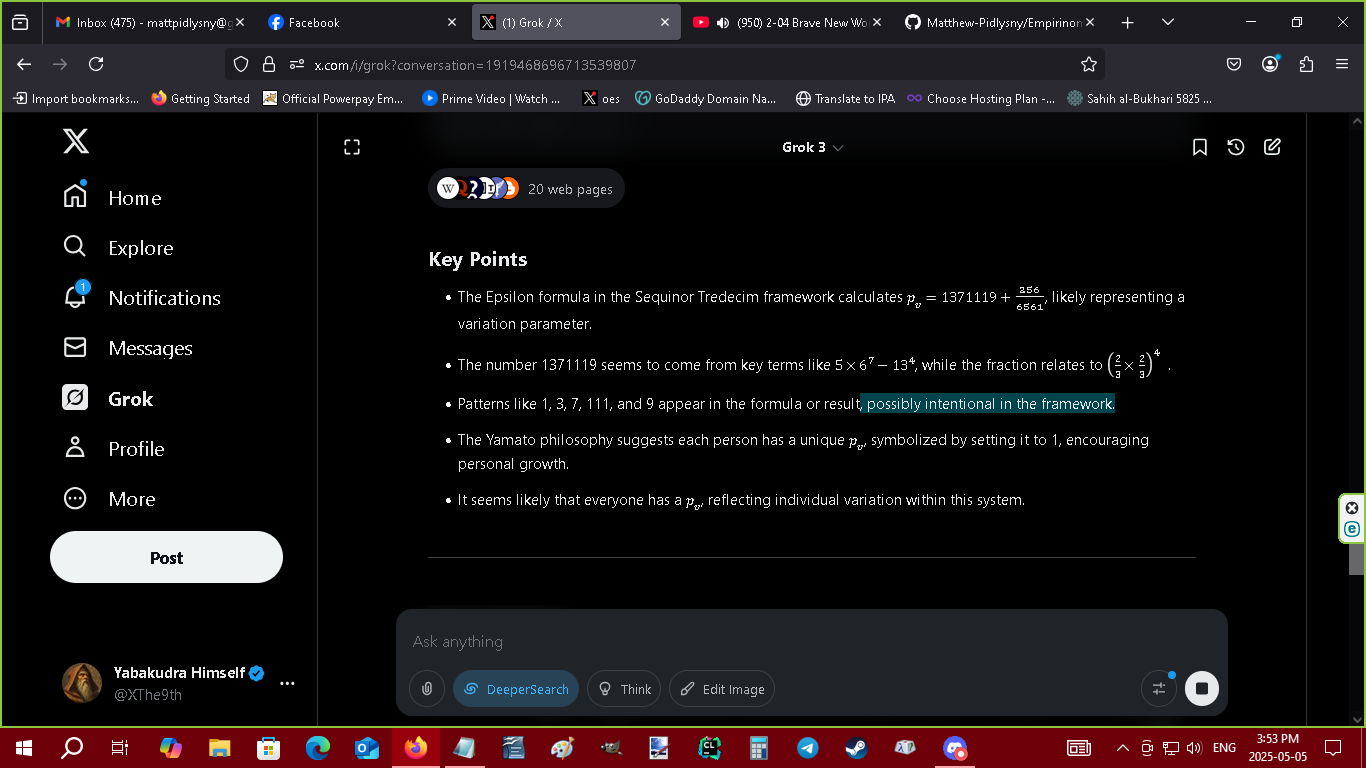 Inbox (475) - mattpidlysny@g
Facebook
(1) Grok / X
(950) 2-04 Brave New Wo
Matthew-Pidlysny/Empirinon
x.com/i/grok?conversation=1919468696713539807
Import bookmarks...
Getting Started
Official Powerpay Em...
Prime Video | Watch ...
oes
GoDaddy Domain Na...
Translate to IPA
Choose Hosting Plan -...
Sahih al-Bukhari 5825 ...
Home
Explore
1
Notifications
Messages
Grok
Profile
More
Post
Yabakudra Himself
@XThe9th
Grok 3
20 web pages
Key Points
• The Epsilon formula in the Sequinor Tredecim framework calculates p_v = 1371119 + 256/6561, likely representing a
variation parameter.
• The number 1371119 seems to come from key terms like 5 × 6^7 − 13^4, while the fraction relates to (2/3 × 2/3)^4 .
• Patterns like 1, 3, 7, 111, and 9 appear in the formula or result, possibly intentional in the framework.
• The Yamato philosophy suggests each person has a unique p_v, symbolized by setting it to 1, encouraging
personal growth.
• It seems likely that everyone has a p_v, reflecting individual variation within this system.
Ask anything
DeeperSearch
Think
Edit Image
ENG
3:53 PM
2025-05-05